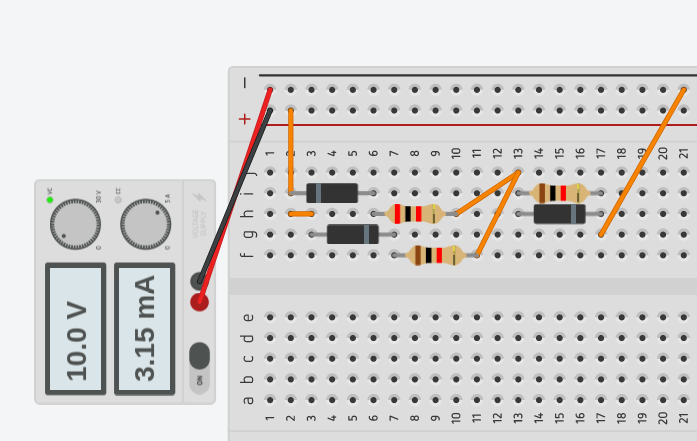 −
+
1 2 3 4 5 6 7 8 9 10 11 12 13 14 15 16 17 18 19 20 21
j
i
h
g
f
VC
30 V
0
CC
5 A
0
VOLTAGE
SUPPLY
10.0 V
3.15 mA
ON
e
d
c
b
a
1 2 3 4 5 6 7 8 9 10 11 12 13 14 15 16 17 18 19 20 21